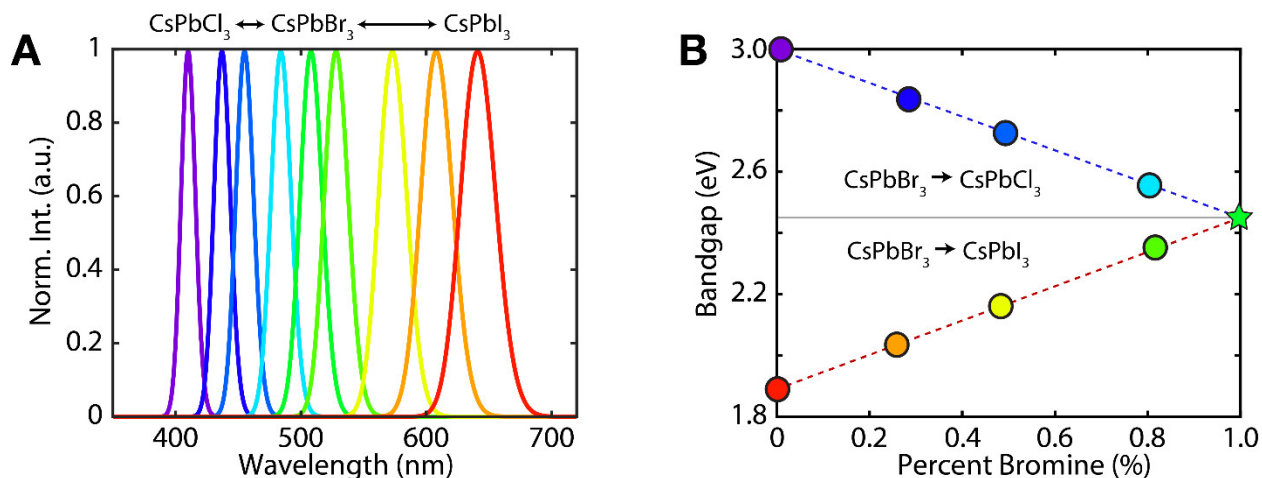 CsPbCl₃ ↔ CsPbBr₃ ↔ CsPbI₃
A
Norm. Int. (a.u.)
1
0.8
0.6
0.4
0.2
0
400 500 600 700
Wavelength (nm)
B
Bandgap (eV)
3.0
2.6
2.2
1.8
CsPbBr₃ → CsPbCl₃
CsPbBr₃ → CsPbI₃
0 0.2 0.4 0.6 0.8 1.0
Percent Bromine (%)